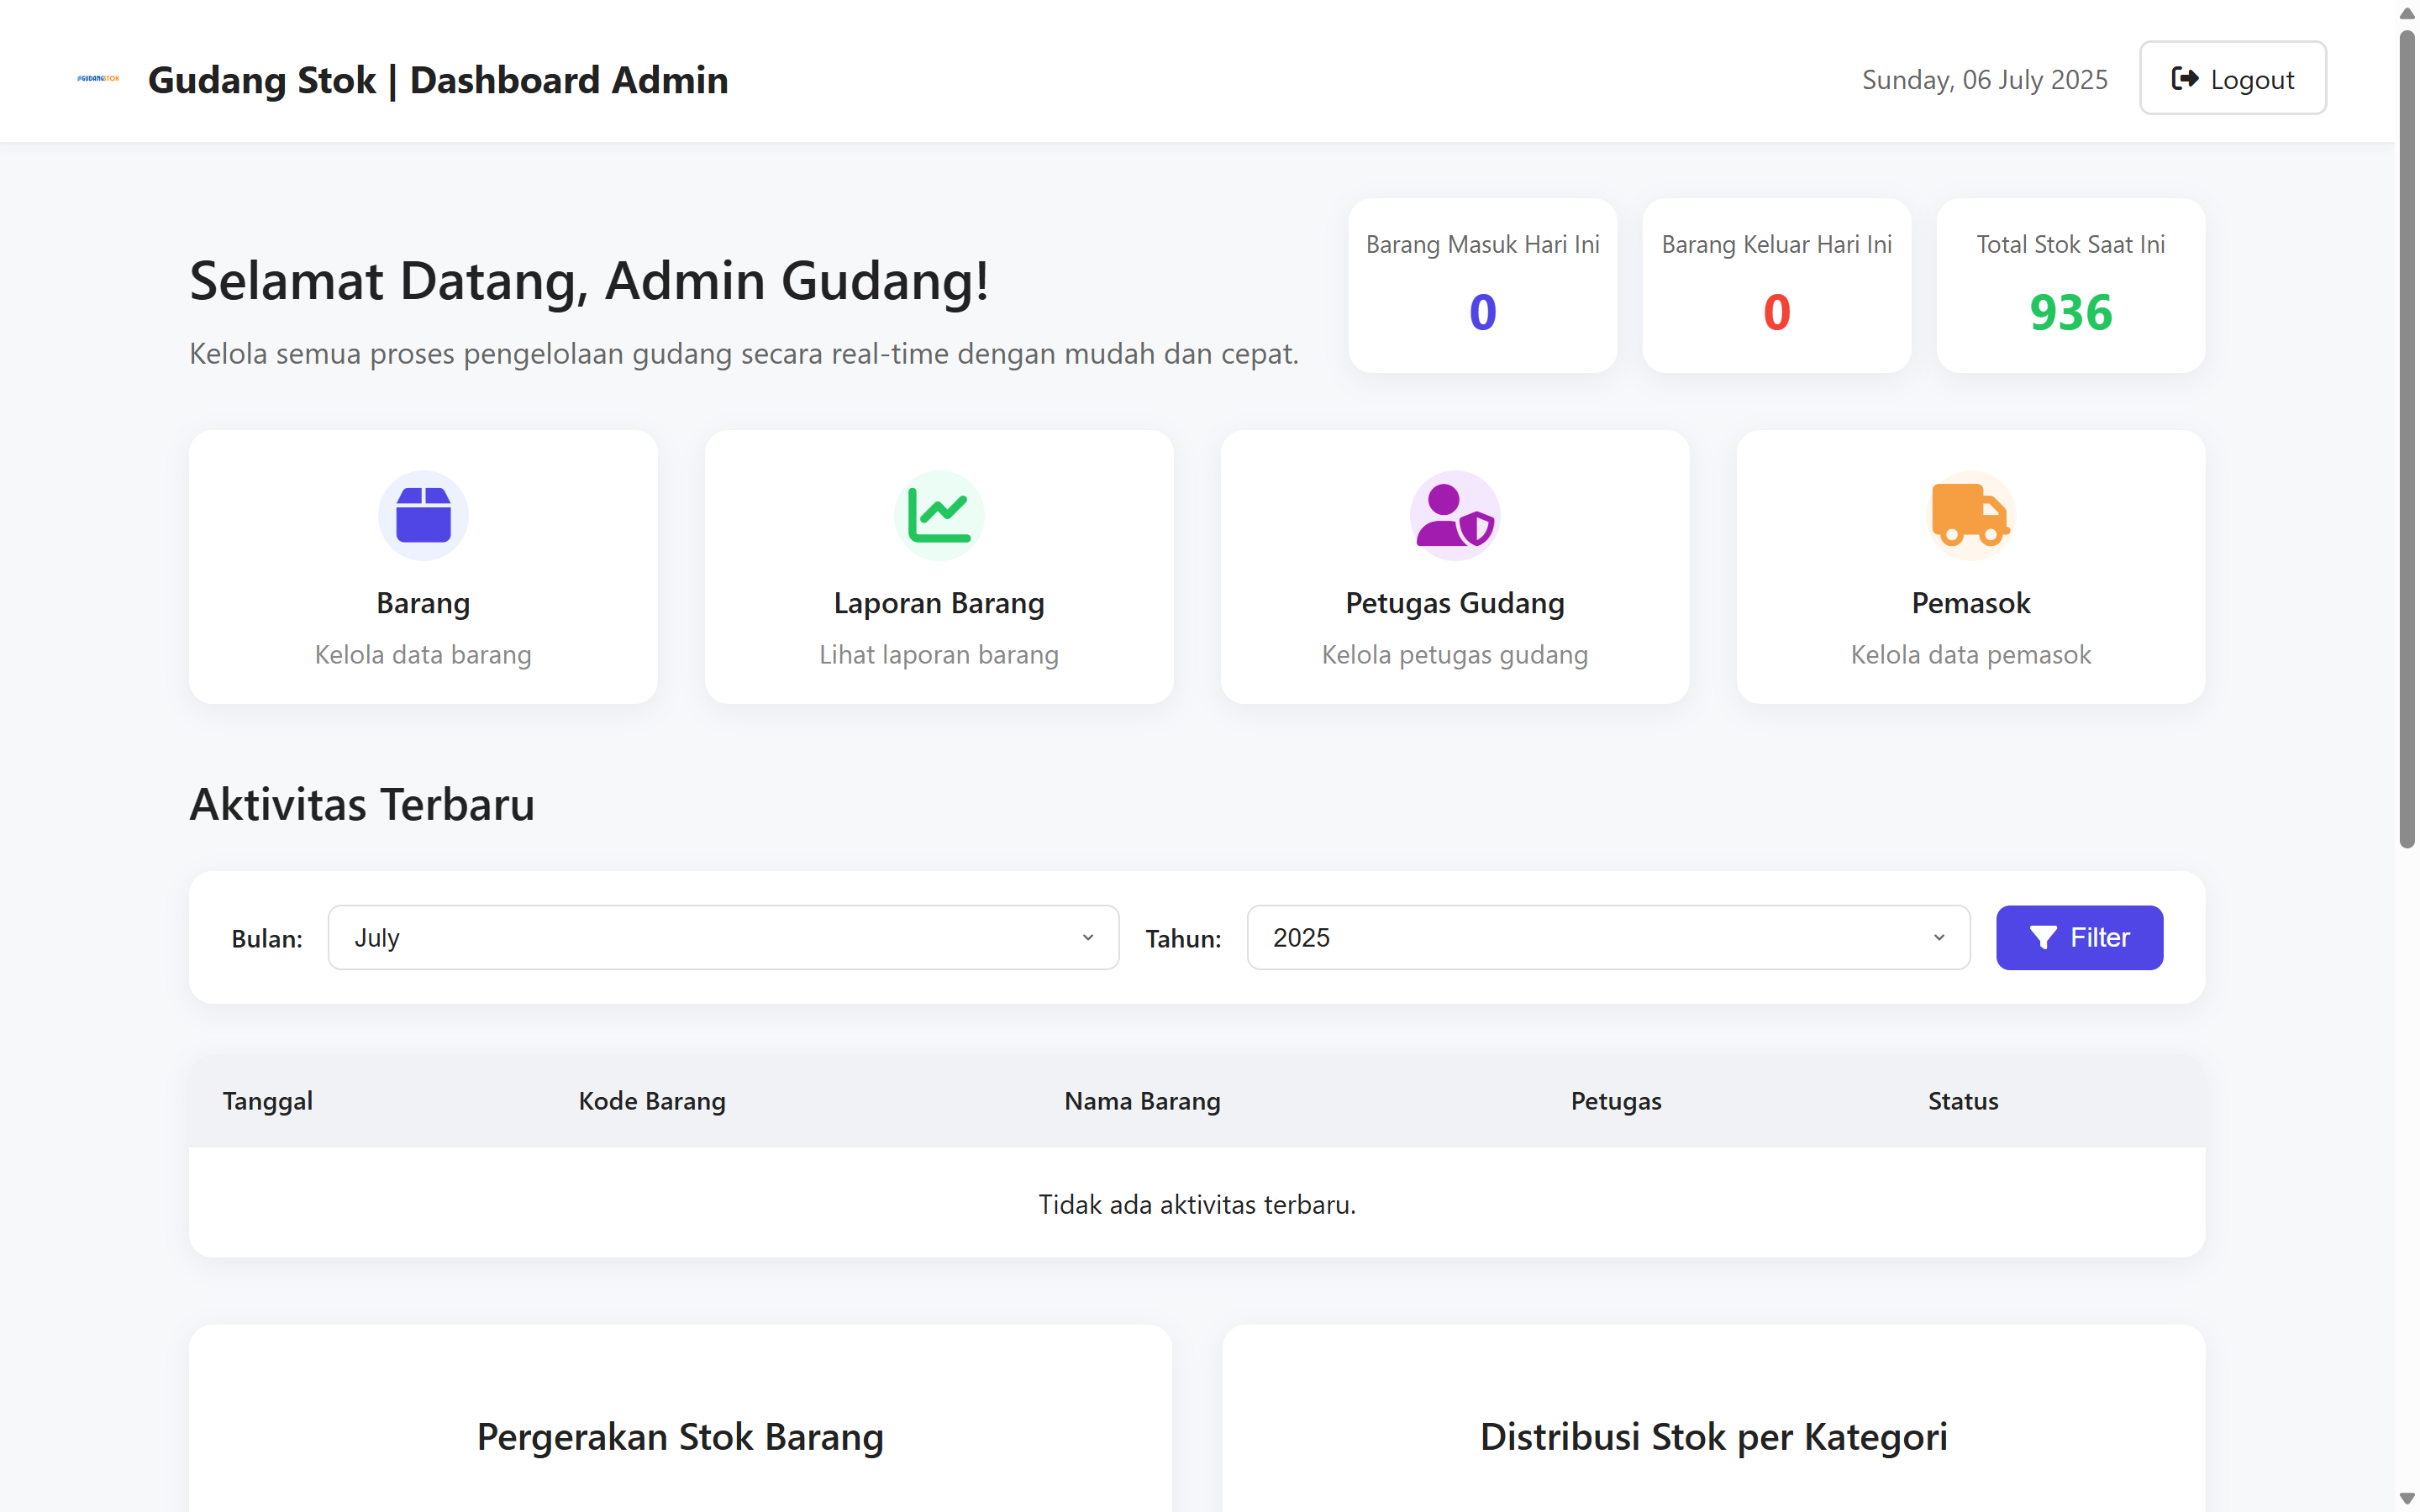 #GUDANGSTOK
Gudang Stok | Dashboard Admin
Sunday, 06 July 2025
Logout
Selamat Datang, Admin Gudang!
Kelola semua proses pengelolaan gudang secara real-time dengan mudah dan cepat.
Barang Masuk Hari Ini
0
Barang Keluar Hari Ini
0
Total Stok Saat Ini
936
Barang
Kelola data barang
Laporan Barang
Lihat laporan barang
Petugas Gudang
Kelola petugas gudang
Pemasok
Kelola data pemasok
Aktivitas Terbaru
Bulan:
July
Tahun:
2025
Filter
Tanggal
Kode Barang
Nama Barang
Petugas
Status
Tidak ada aktivitas terbaru.
Pergerakan Stok Barang
Distribusi Stok per Kategori